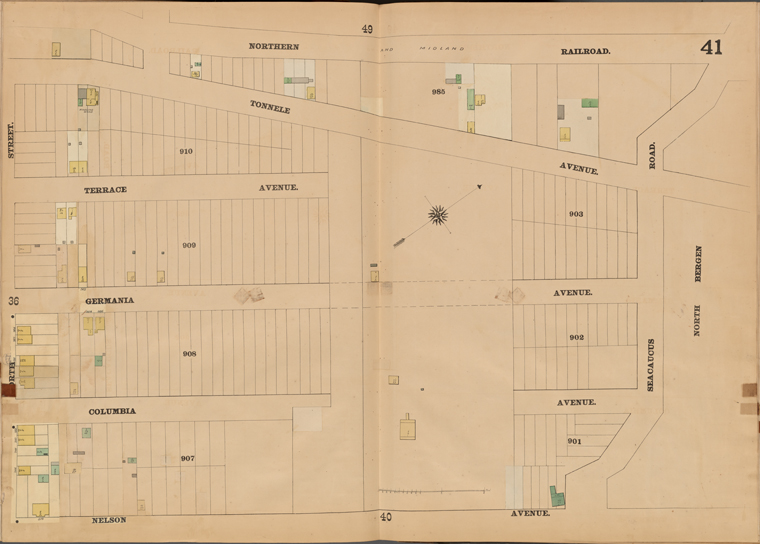 49
41
NORTHERN
AND MIDLAND
RAILROAD.
985
TONNELE
STREET.
910
AVENUE.
ROAD.
TERRACE
AVENUE.
903
909
BERGEN
NORTH
36
GERMANIA
AVENUE.
902
908
SEACAUCUS
COLUMBIA
AVENUE.
901
907
NELSON
40
AVENUE.